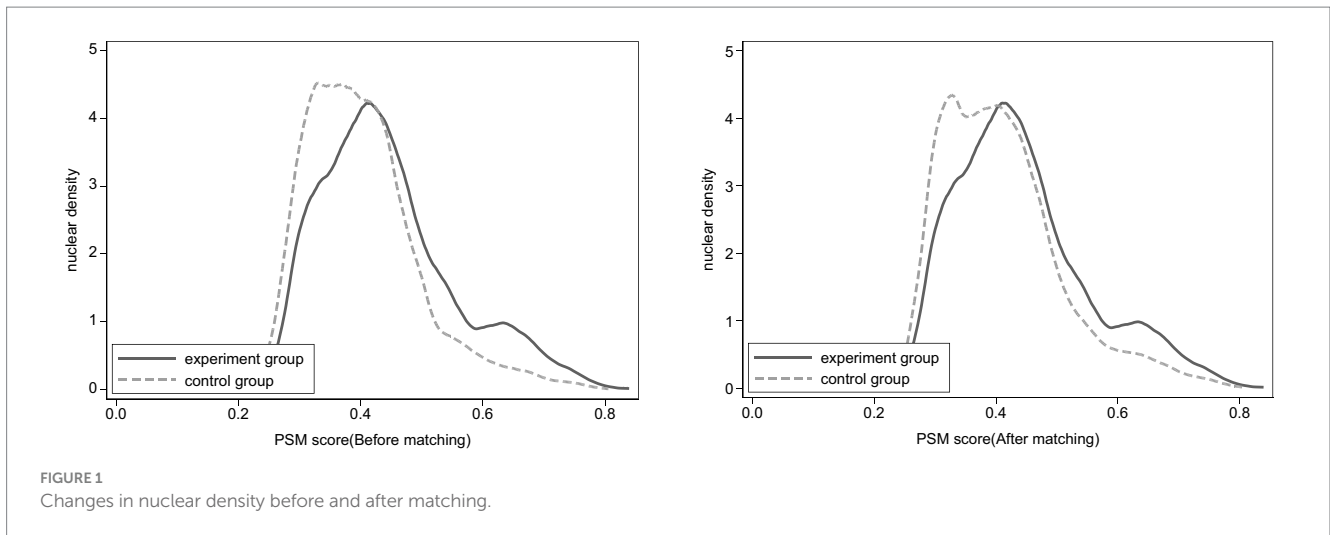 5
4
3
2
1
0
nuclear density
experiment group
control group
0.0 0.2 0.4 0.6 0.8
PSM score(Before matching)
5
4
3
2
1
0
nuclear density
experiment group
control group
0.0 0.2 0.4 0.6 0.8
PSM score(After matching)
FIGURE 1
Changes in nuclear density before and after matching.